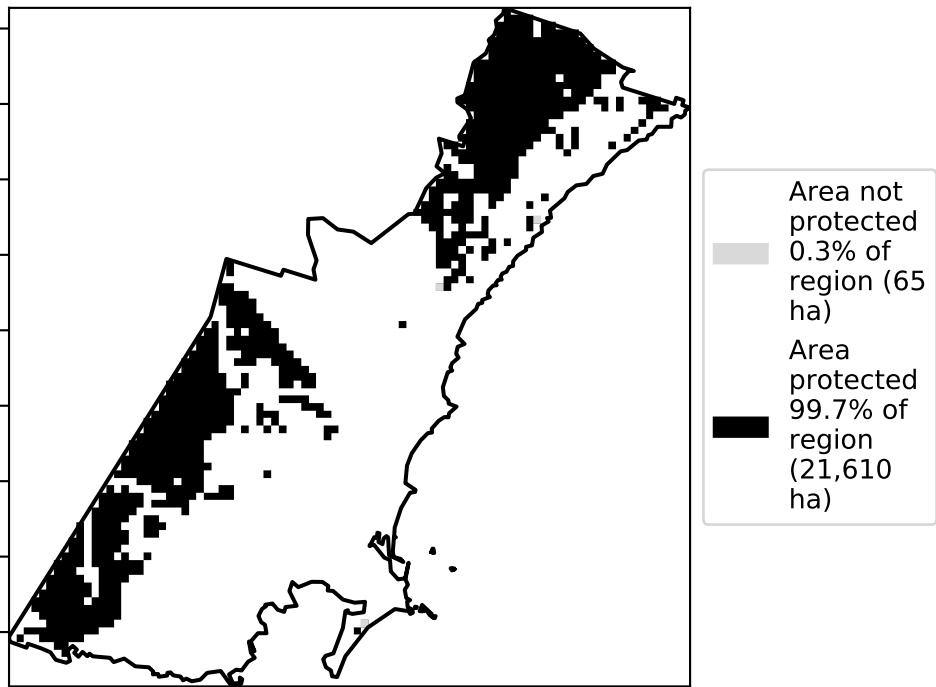 Area not
protected
0.3% of
region (65
ha)
Area
protected
99.7% of
region
(21,610
ha)